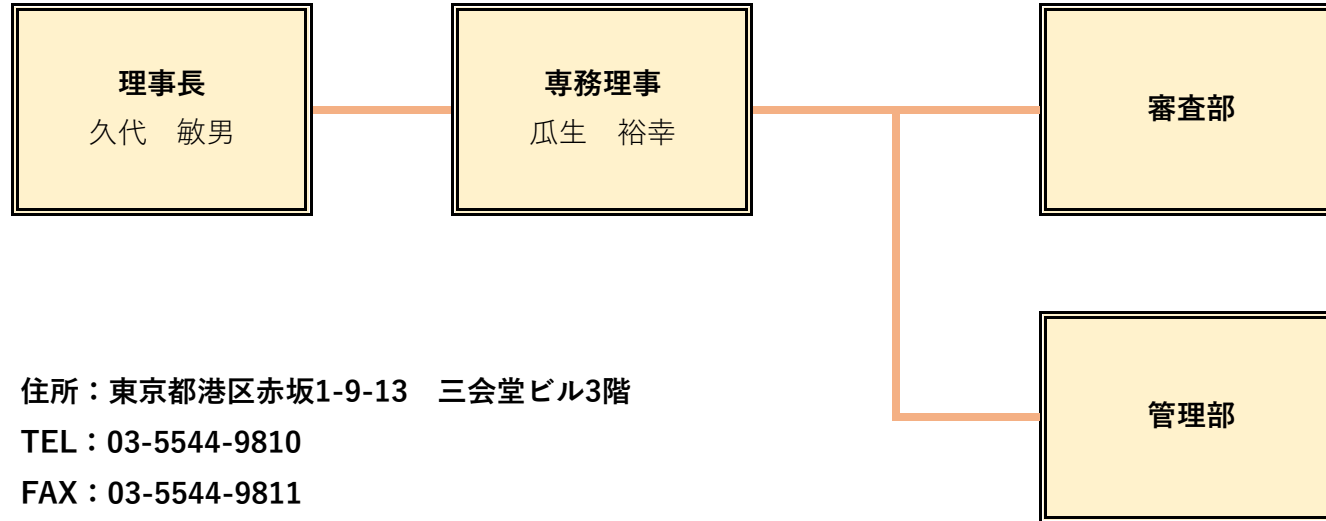 理事長
久代　敏男
専務理事
瓜生　裕幸
審査部
管理部
住所：東京都港区赤坂1-9-13　三会堂ビル3階
TEL：03-5544-9810
FAX：03-5544-9811